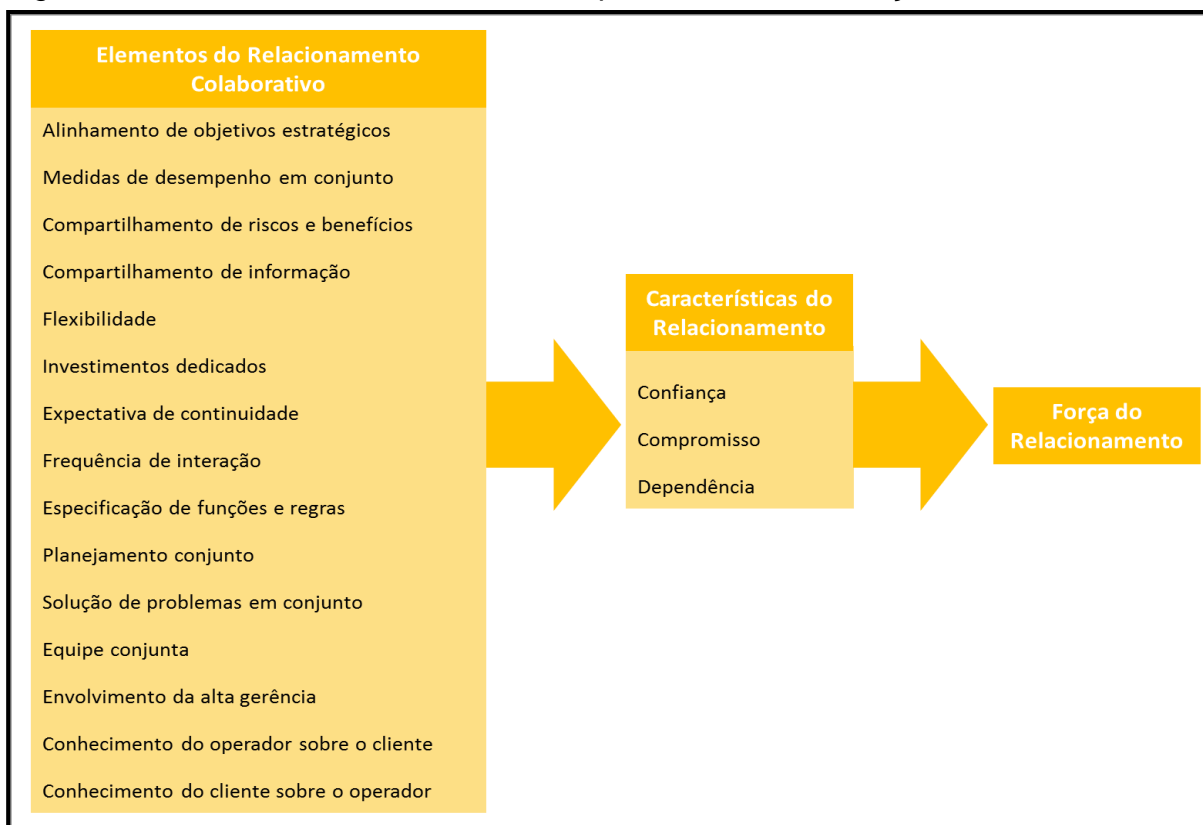 Elementos do Relacionamento
Colaborativo
Alinhamento de objetivos estratégicos
Medidas de desempenho em conjunto
Compartilhamento de riscos e benefícios
Compartilhamento de informação
Flexibilidade
Investimentos dedicados
Expectativa de continuidade
Frequência de interação
Especificação de funções e regras
Planejamento conjunto
Solução de problemas em conjunto
Equipe conjunta
Envolvimento da alta gerência
Conhecimento do operador sobre o cliente
Conhecimento do cliente sobre o operador
Característícas do
Relacionamento
Confiança
Compromisso
Dependência
Força do
Relacionamento